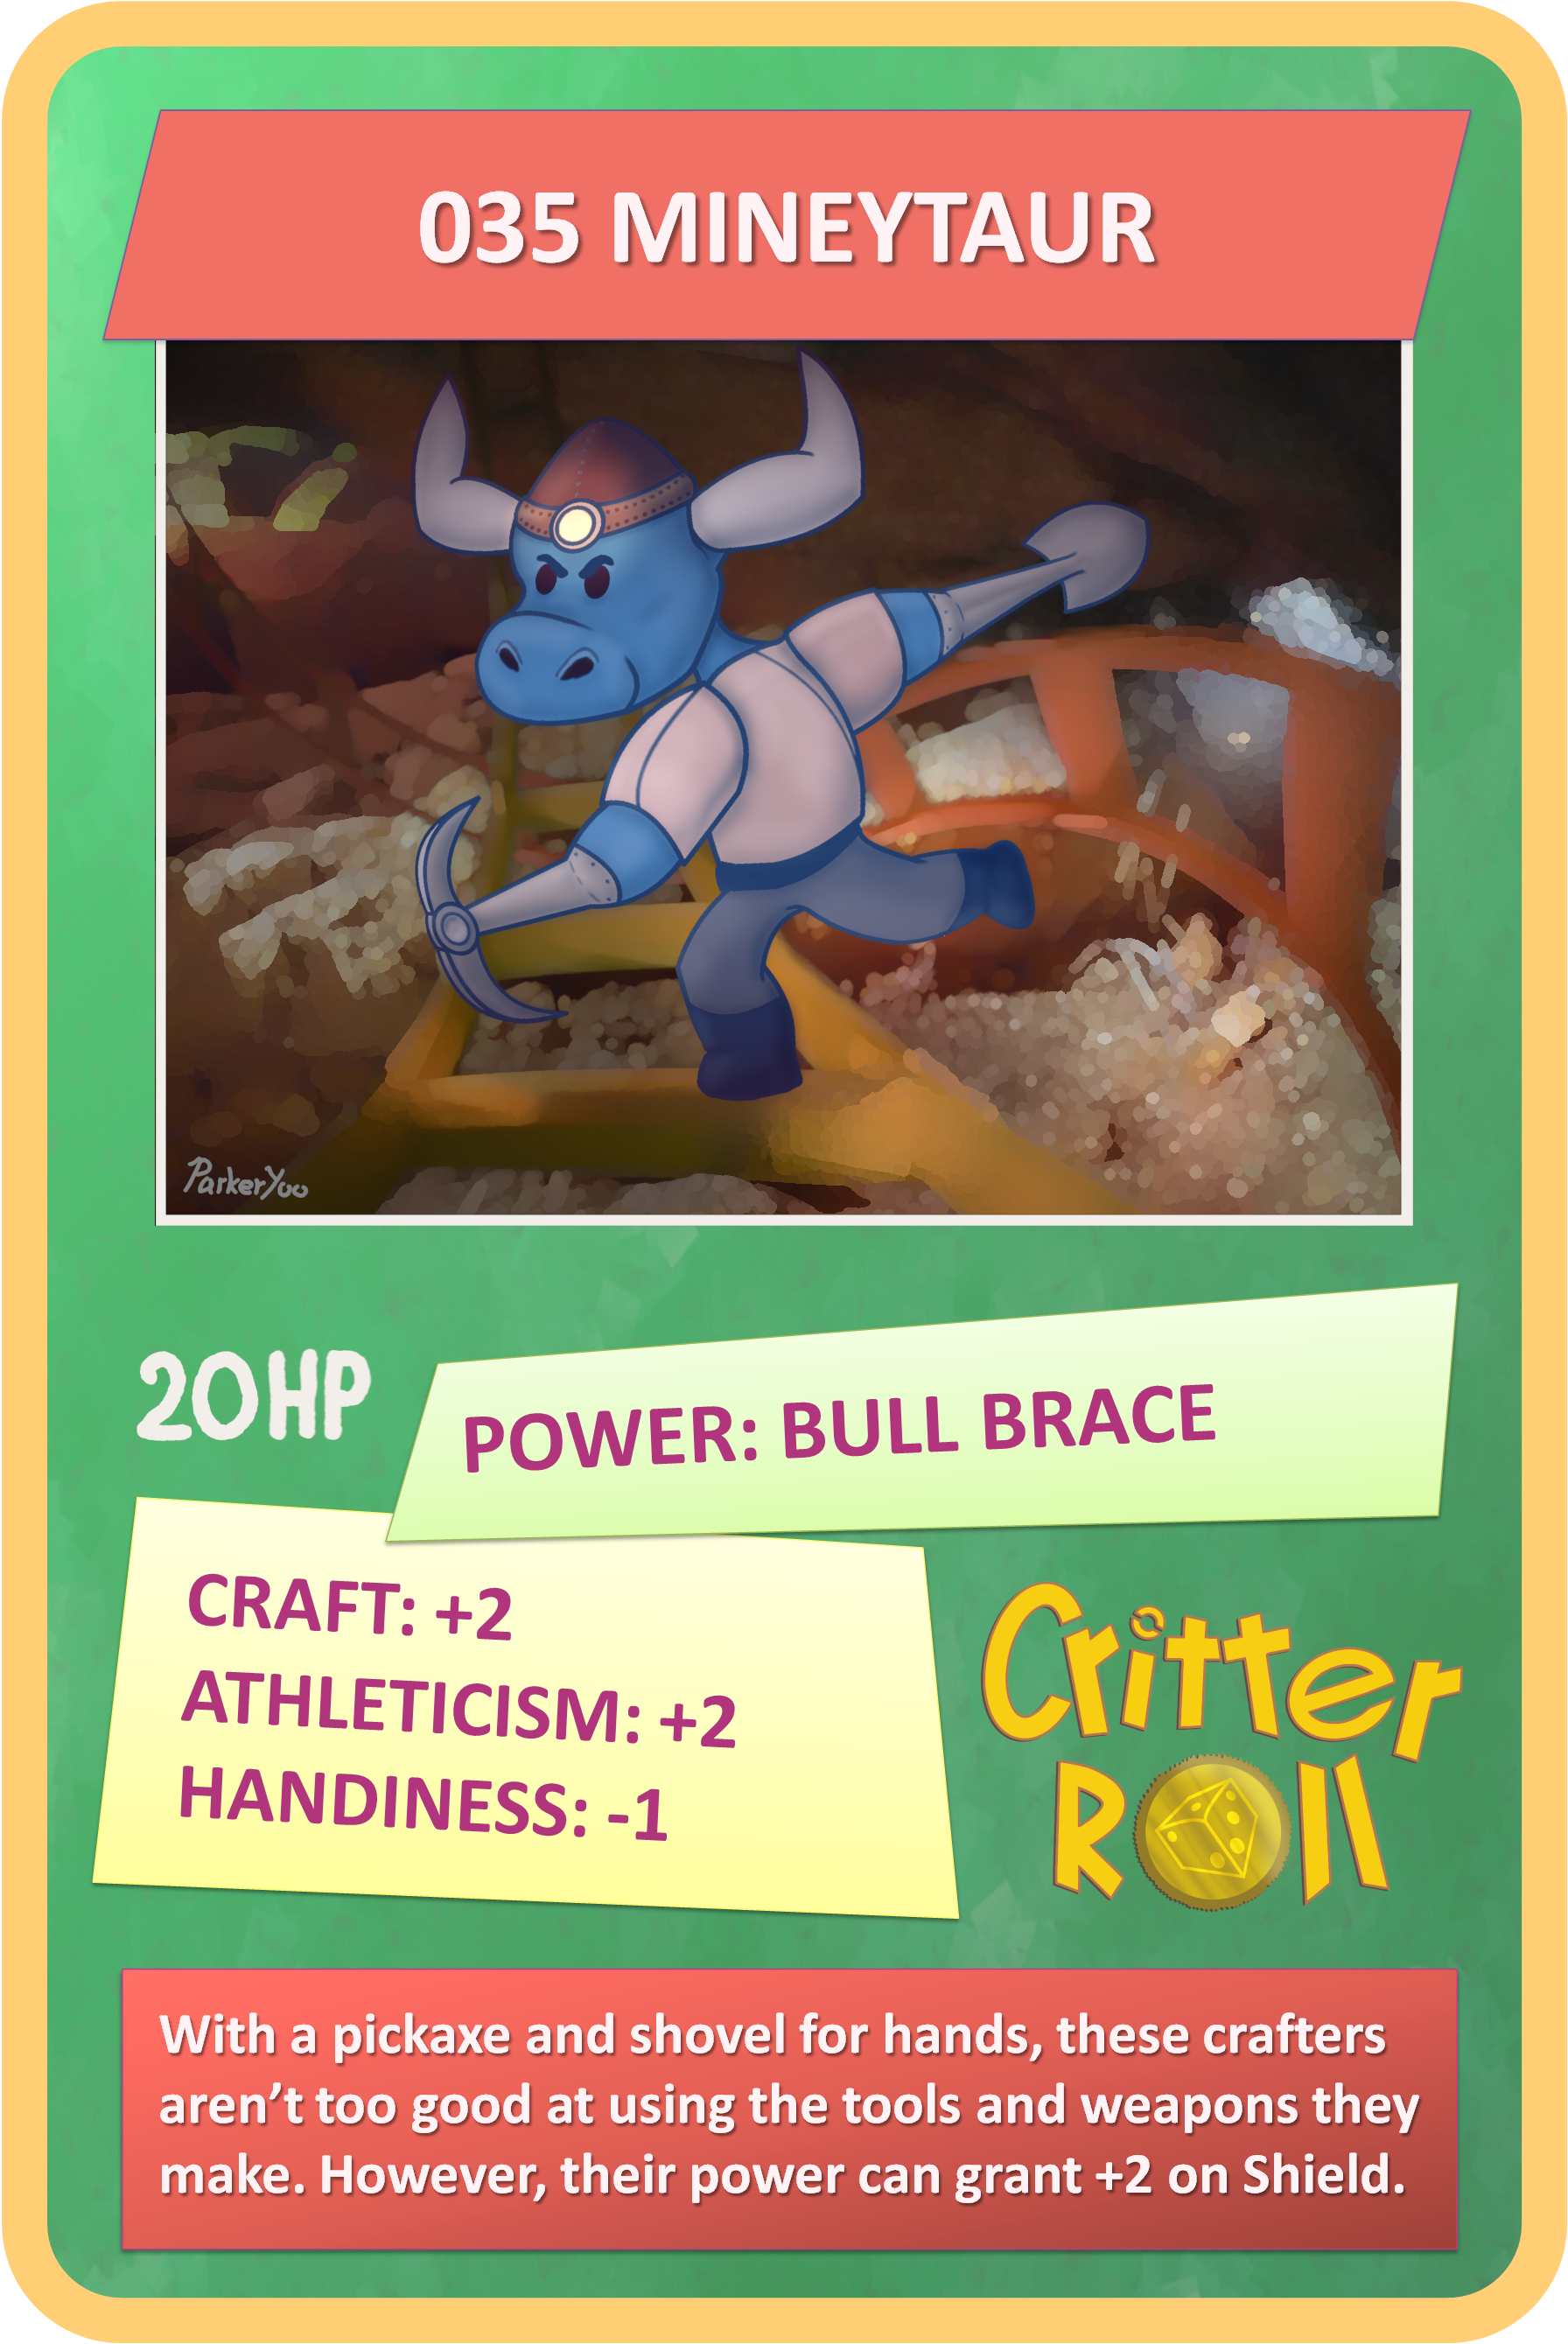 035 MINEYTAUR
ParkerYoo
20HP
POWER: BULL BRACE
CRAFT: +2
ATHLETICISM: +2
HANDINESS: -1
Critter
Roll
With a pickaxe and shovel for hands, these crafters
aren’t too good at using the tools and weapons they
make. However, their power can grant +2 on Shield.